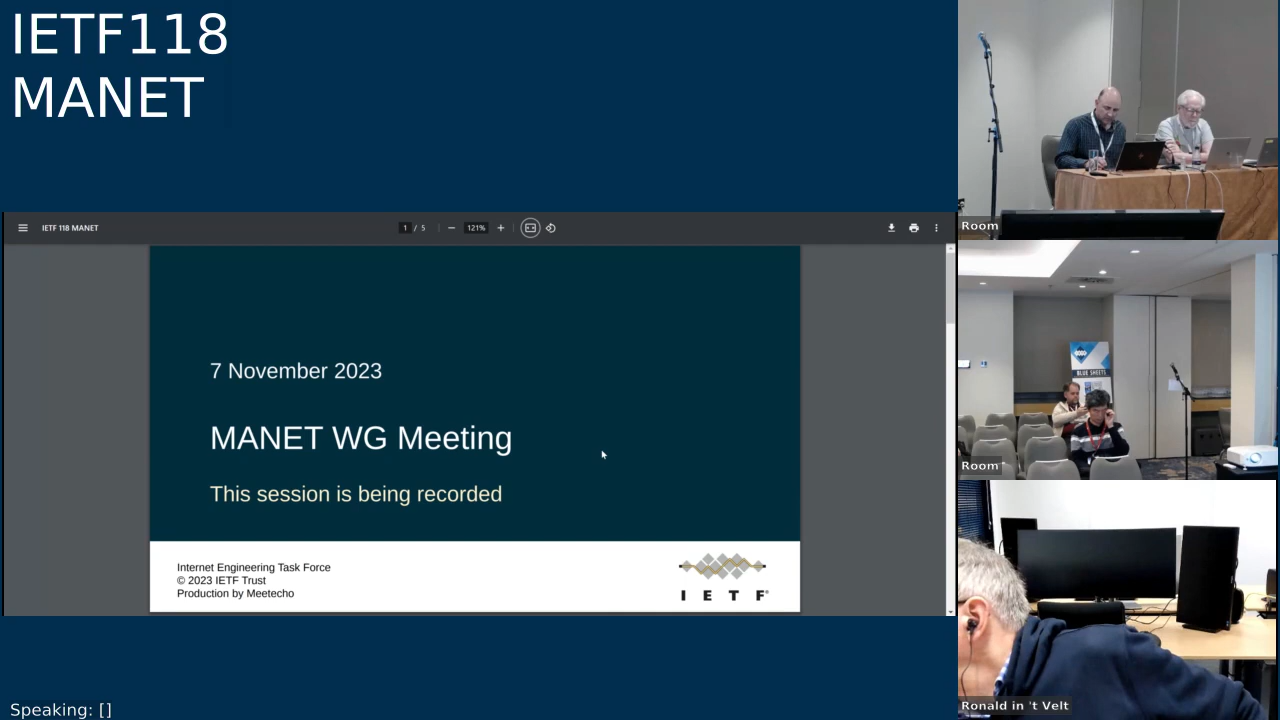 IETF118
MANET
IETF 118 MANET
1 / 5
121%
7 November 2023
MANET WG Meeting
This session is being recorded
Internet Engineering Task Force
© 2023 IETF Trust
Production by Meetecho
I E T F®
Room
BLUE SHEETS
Room
Ronald in 't Velt
Speaking: []